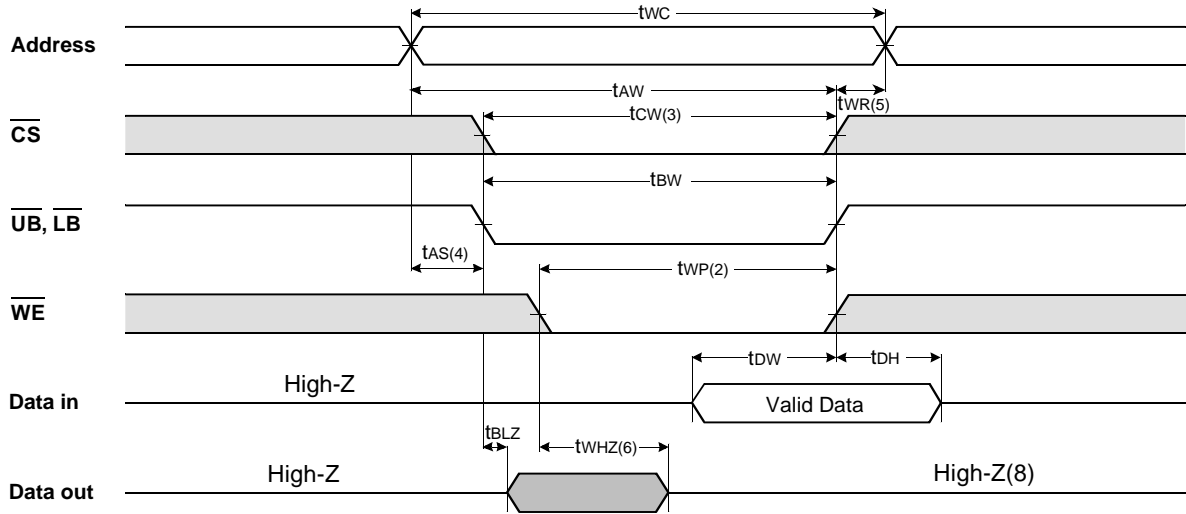 tWC
Address
tAW
tWR(5)
tCW(3)
CS
tBW
UB, LB
tAS(4)
tWP(2)
WE
tDW
tDH
High-Z
Data in
Valid Data
tBLZ
tWHZ(6)
High-Z
High-Z(8)
Data out